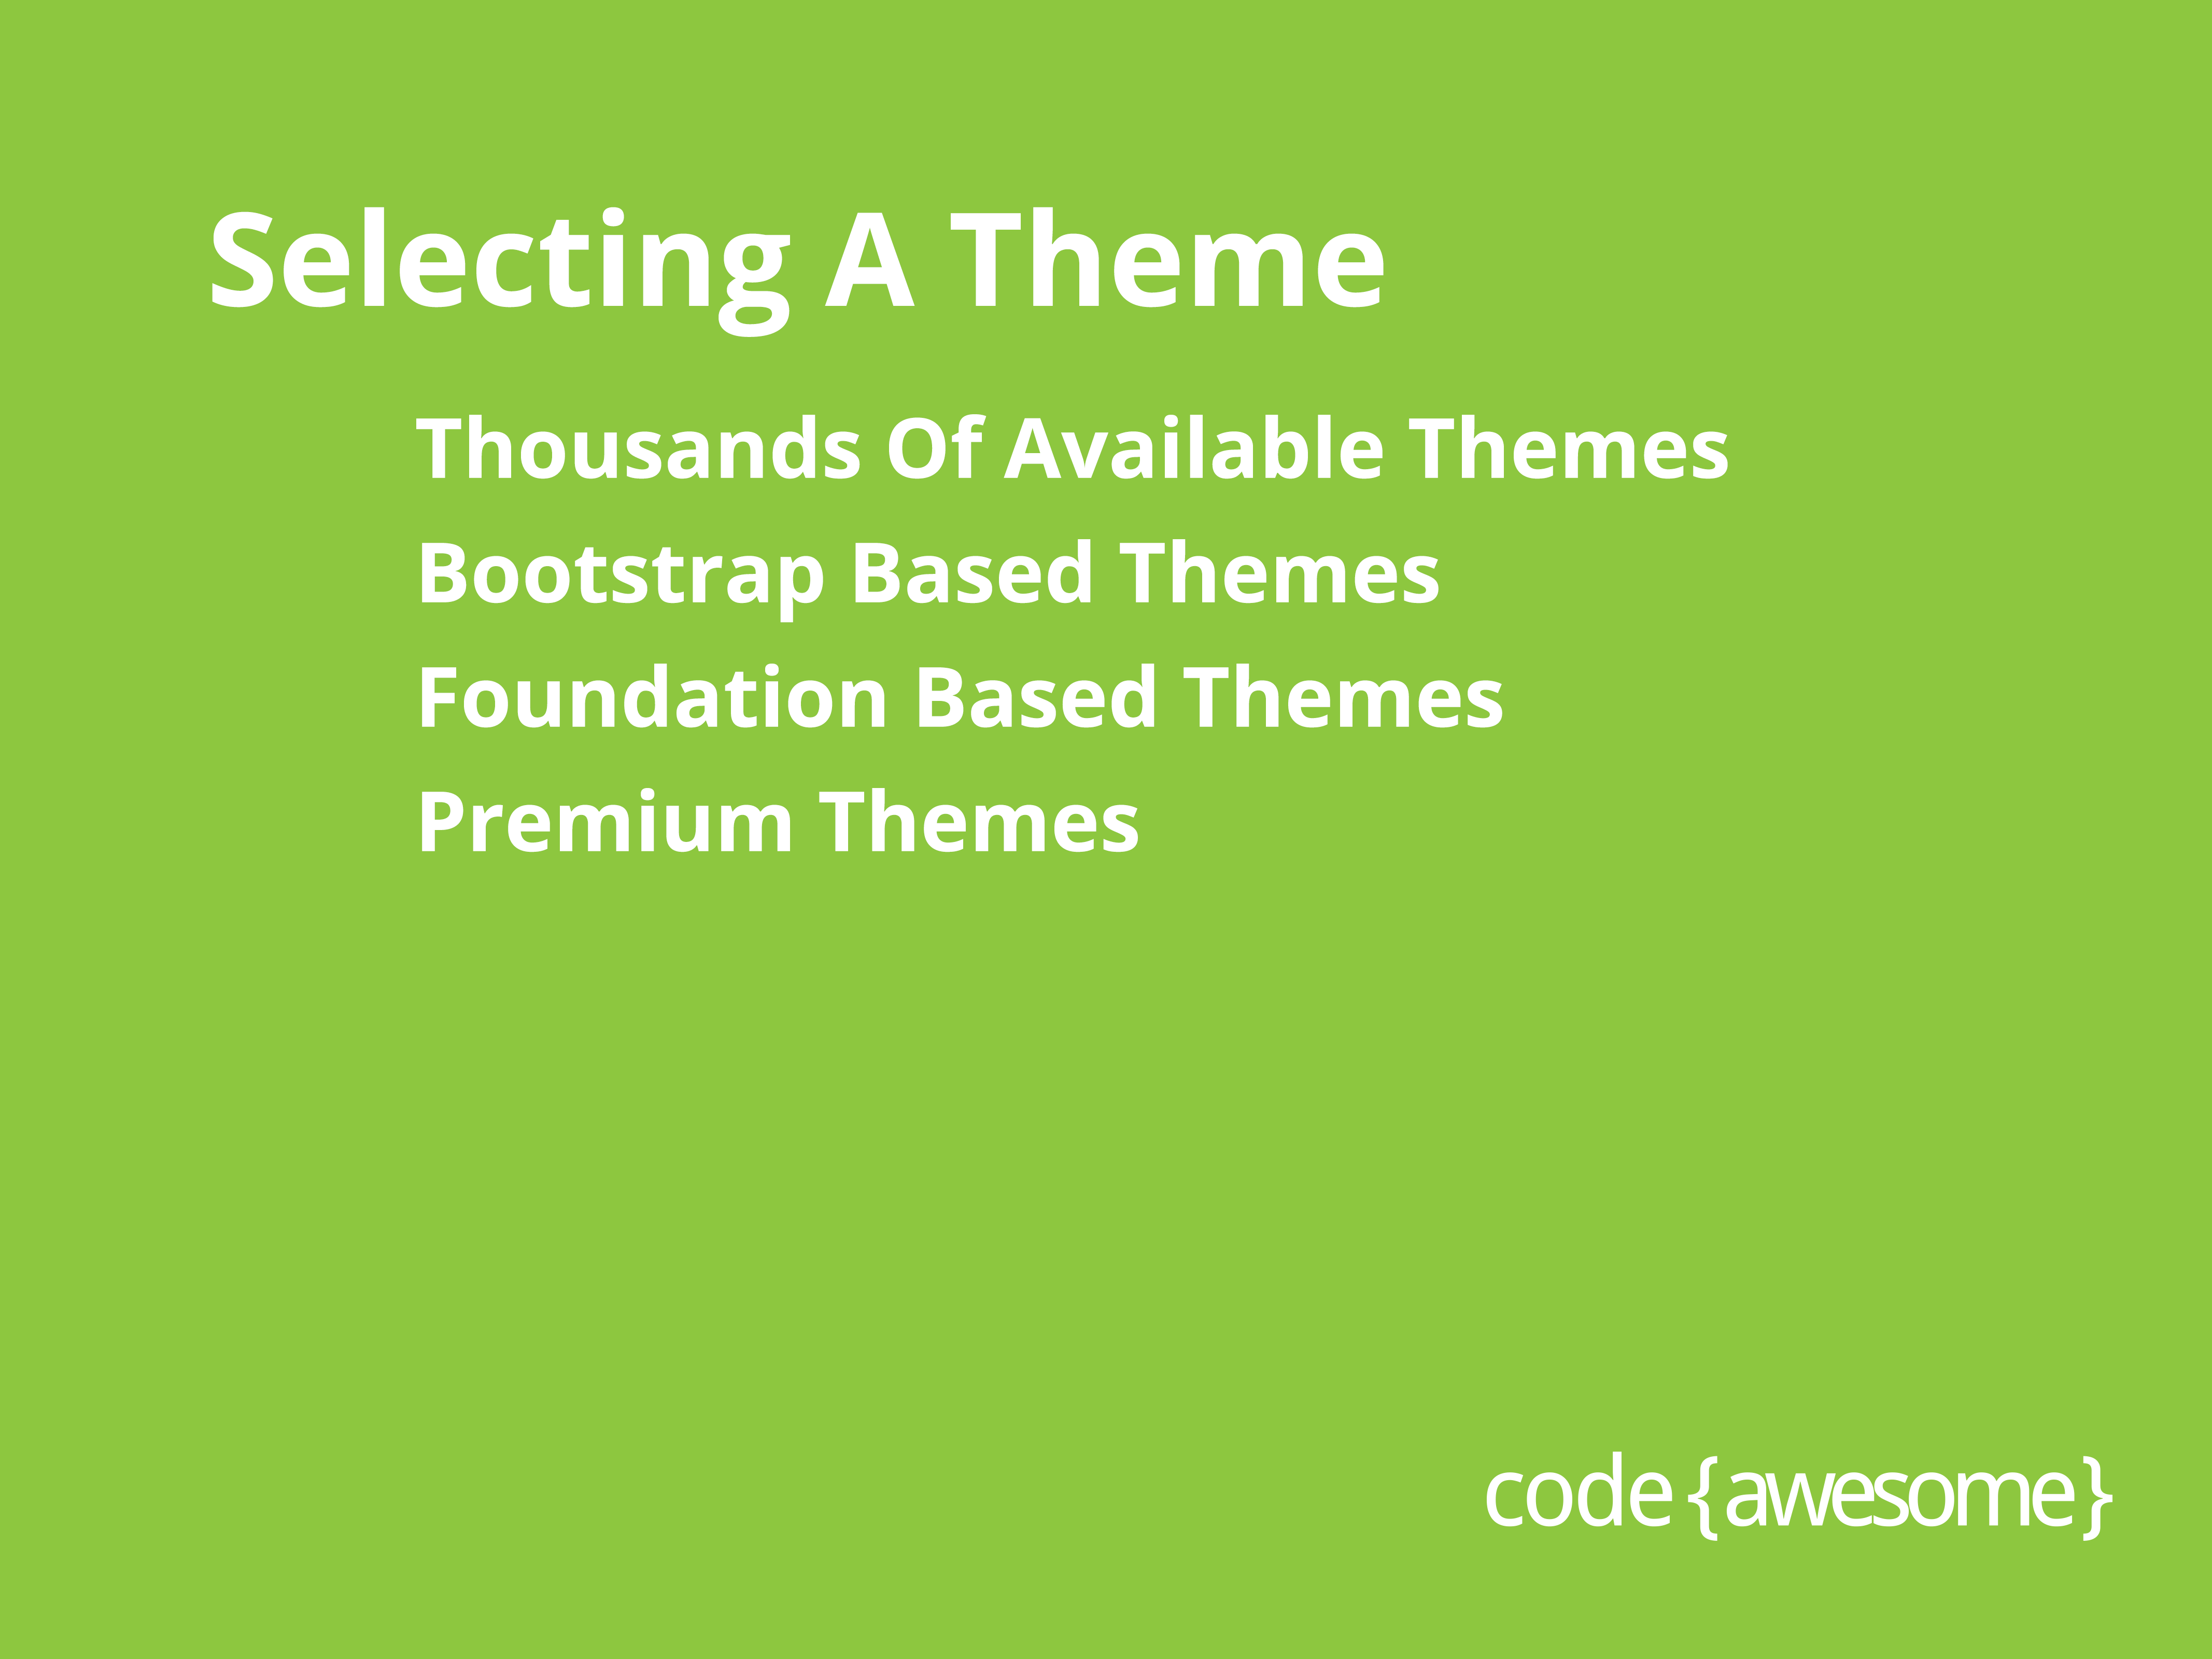 Selecting A Theme
Thousands Of Available Themes
Bootstrap Based Themes
Foundation Based Themes
Premium Themes
code {awesome}